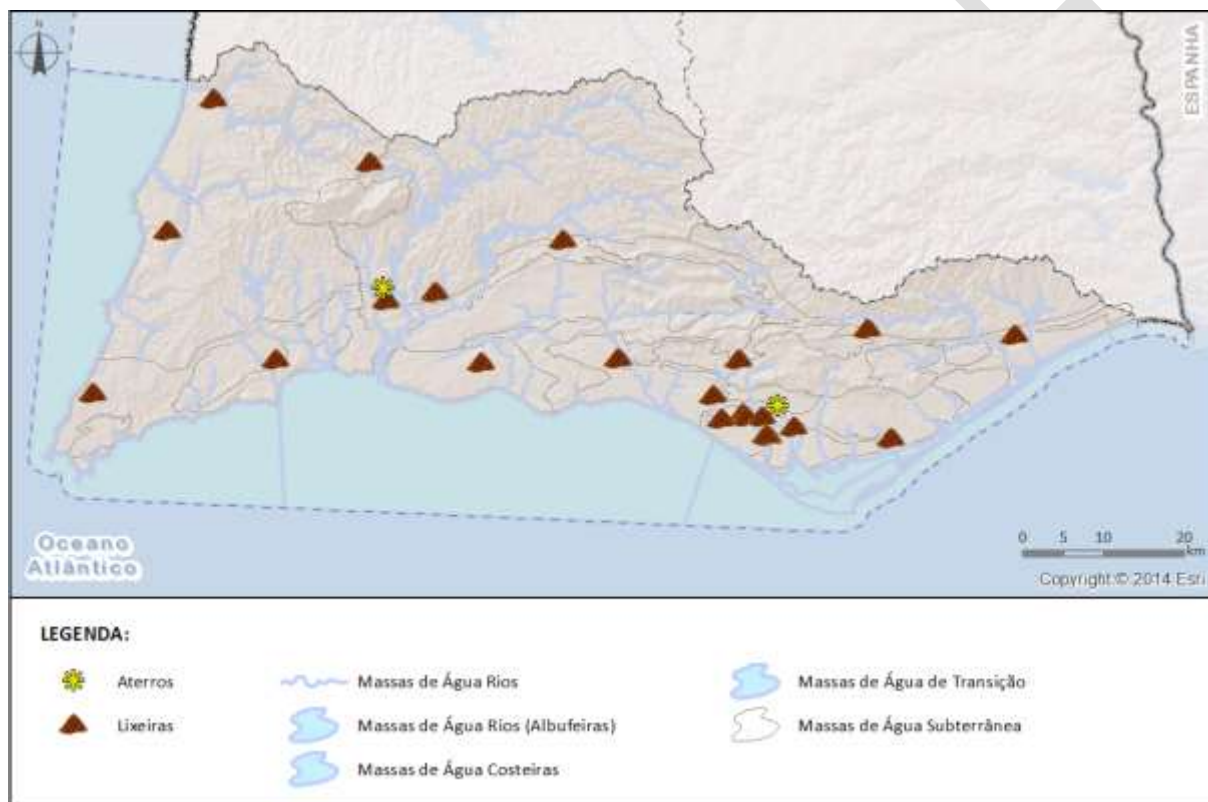 N
ESPANHA
Oceano
Atlântico
0 5 10 20
km
Copyright:© 2014 Esri
LEGENDA:
Aterros
Lixeiras
Massas de Água Rios
Massas de Água Rios (Albufeiras)
Massas de Água Costeiras
Massas de Água de Transição
Massas de Água Subterrânea